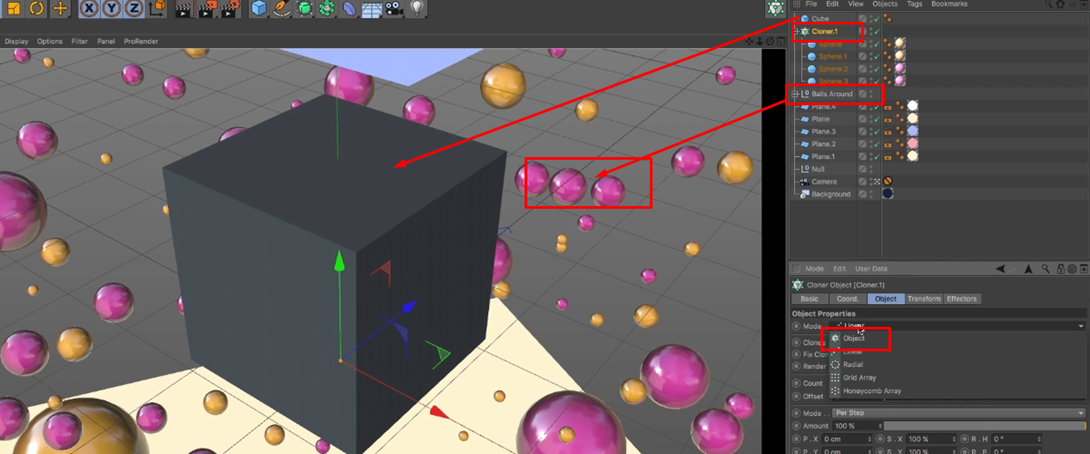 X Y Z
File Edit View Objects Tags Bookmarks
Display Options Filter Panel ProRender
Cube
Cloner.1
Sphere
Sphere.1
Sphere.2
Sphere.3
Balls Around
Plane.4
Plane
Plane.3
Plane.2
Plane.1
Null
Camera
Background
Mode Edit User Data
Cloner Object [Cloner.1]
Basic Coord. Object Transform Effectors
Object Properties
Mode Linear
Object
Clones
Linear
Fix Clon
Radial
Render
Grid Array
Count
Honeycomb Array
Offset
Mode . . Per Step
Amount 100 %
P . X 0 cm S . X 100 % R . H 0 °
P . Y 0 cm S . Y 100 % R . P